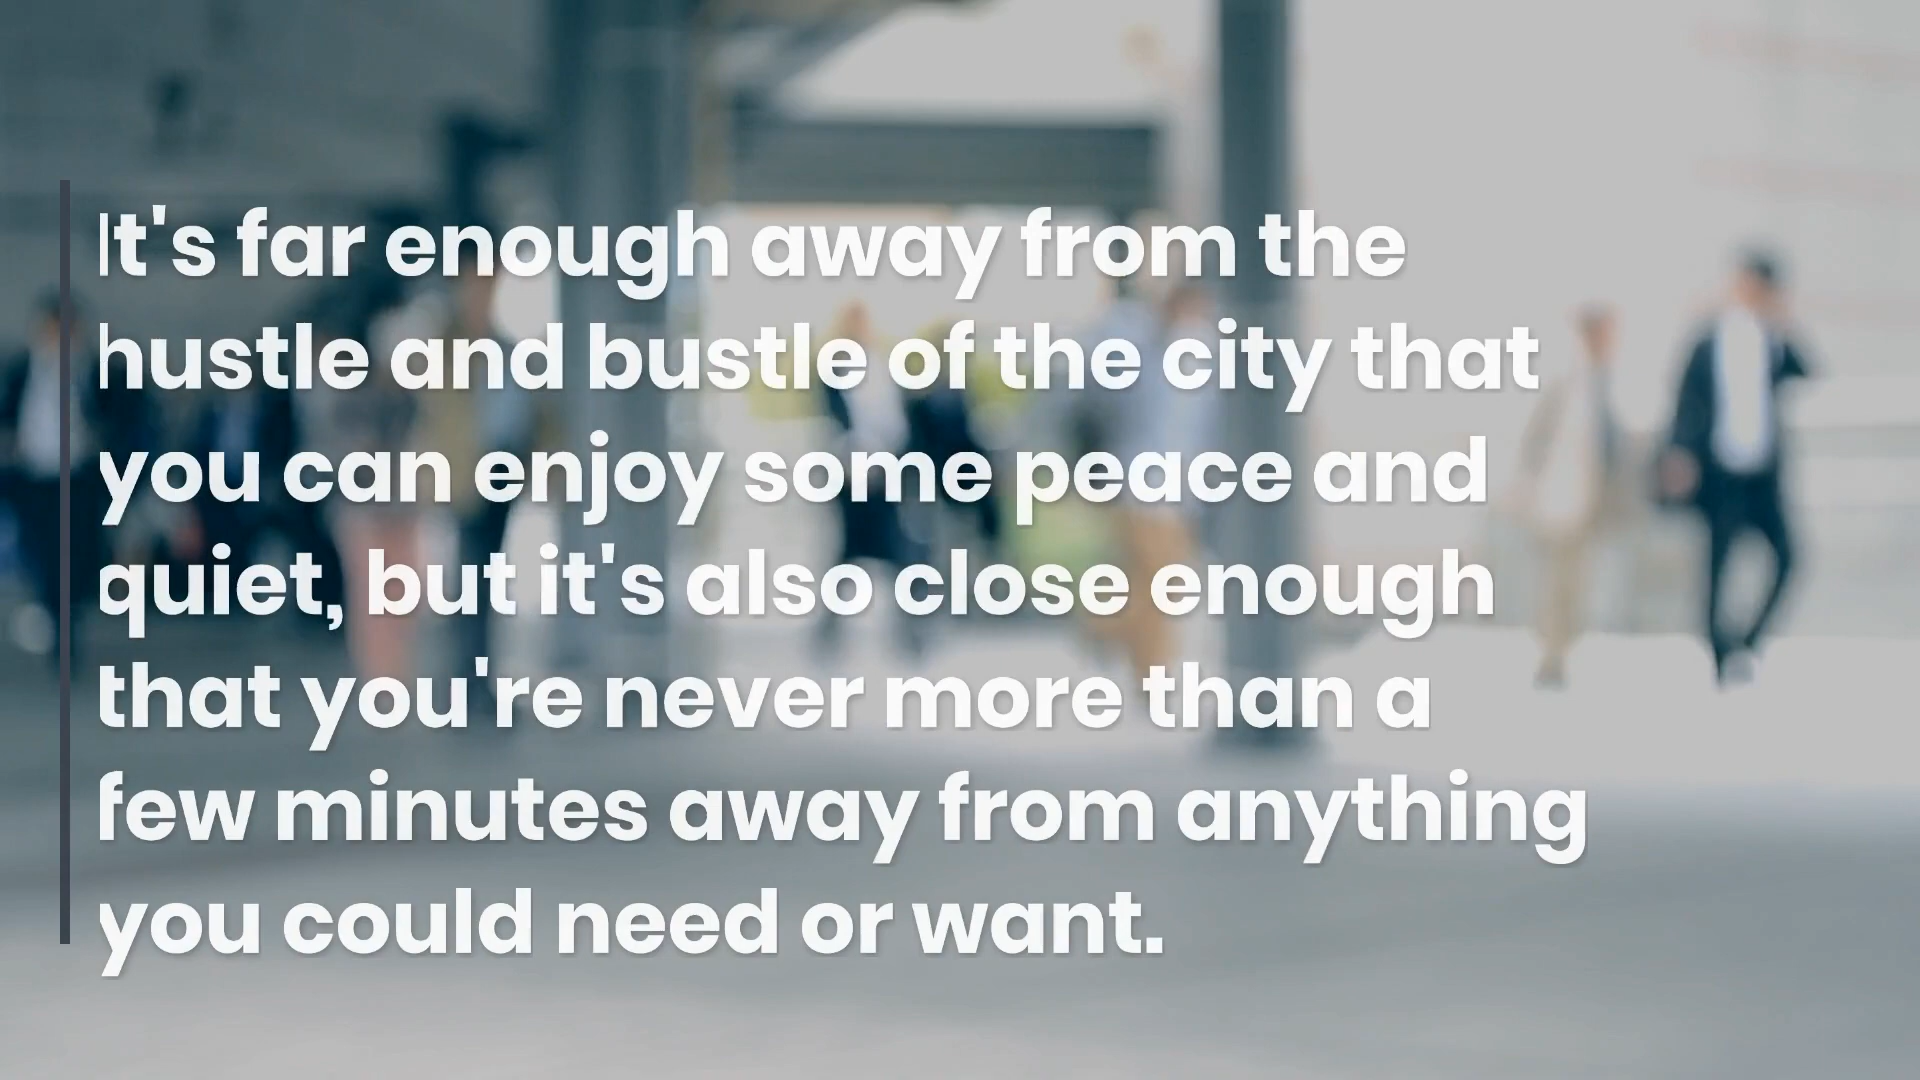 It's far enough away from the
hustle and bustle of the city that
you can enjoy some peace and
quiet, but it's also close enough
that you're never more than a
few minutes away from anything
you could need or want.